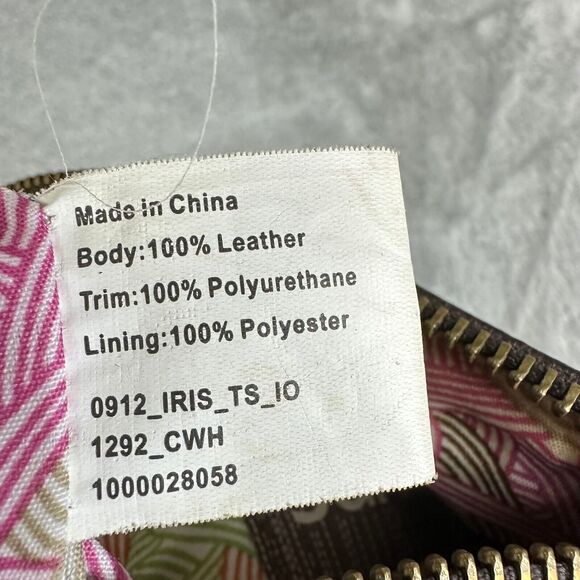 Made in China
Body:100% Leather
Trim:100% Polyurethane
Lining:100% Polyester
0912_IRIS_TS_IO
1292_CWH
1000028058